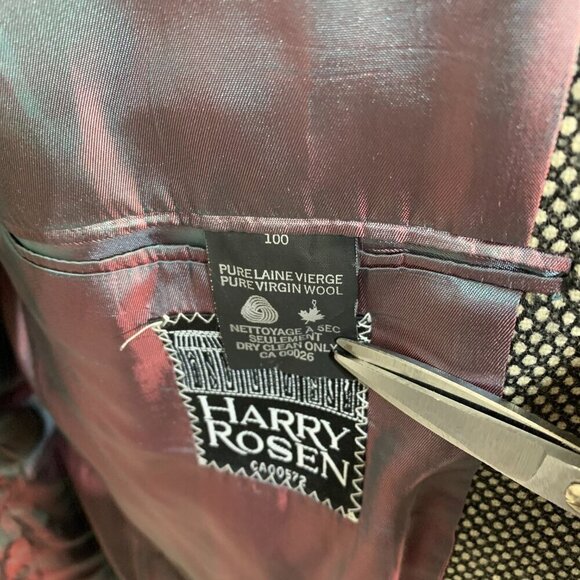 100
PURE LAINE VIERGE
PURE VIRGIN WOOL
NETTOYAGE À SEC
SEULEMENT
DRY CLEAN ONLY
CA 00026
HARRY
ROSEN
CA00572